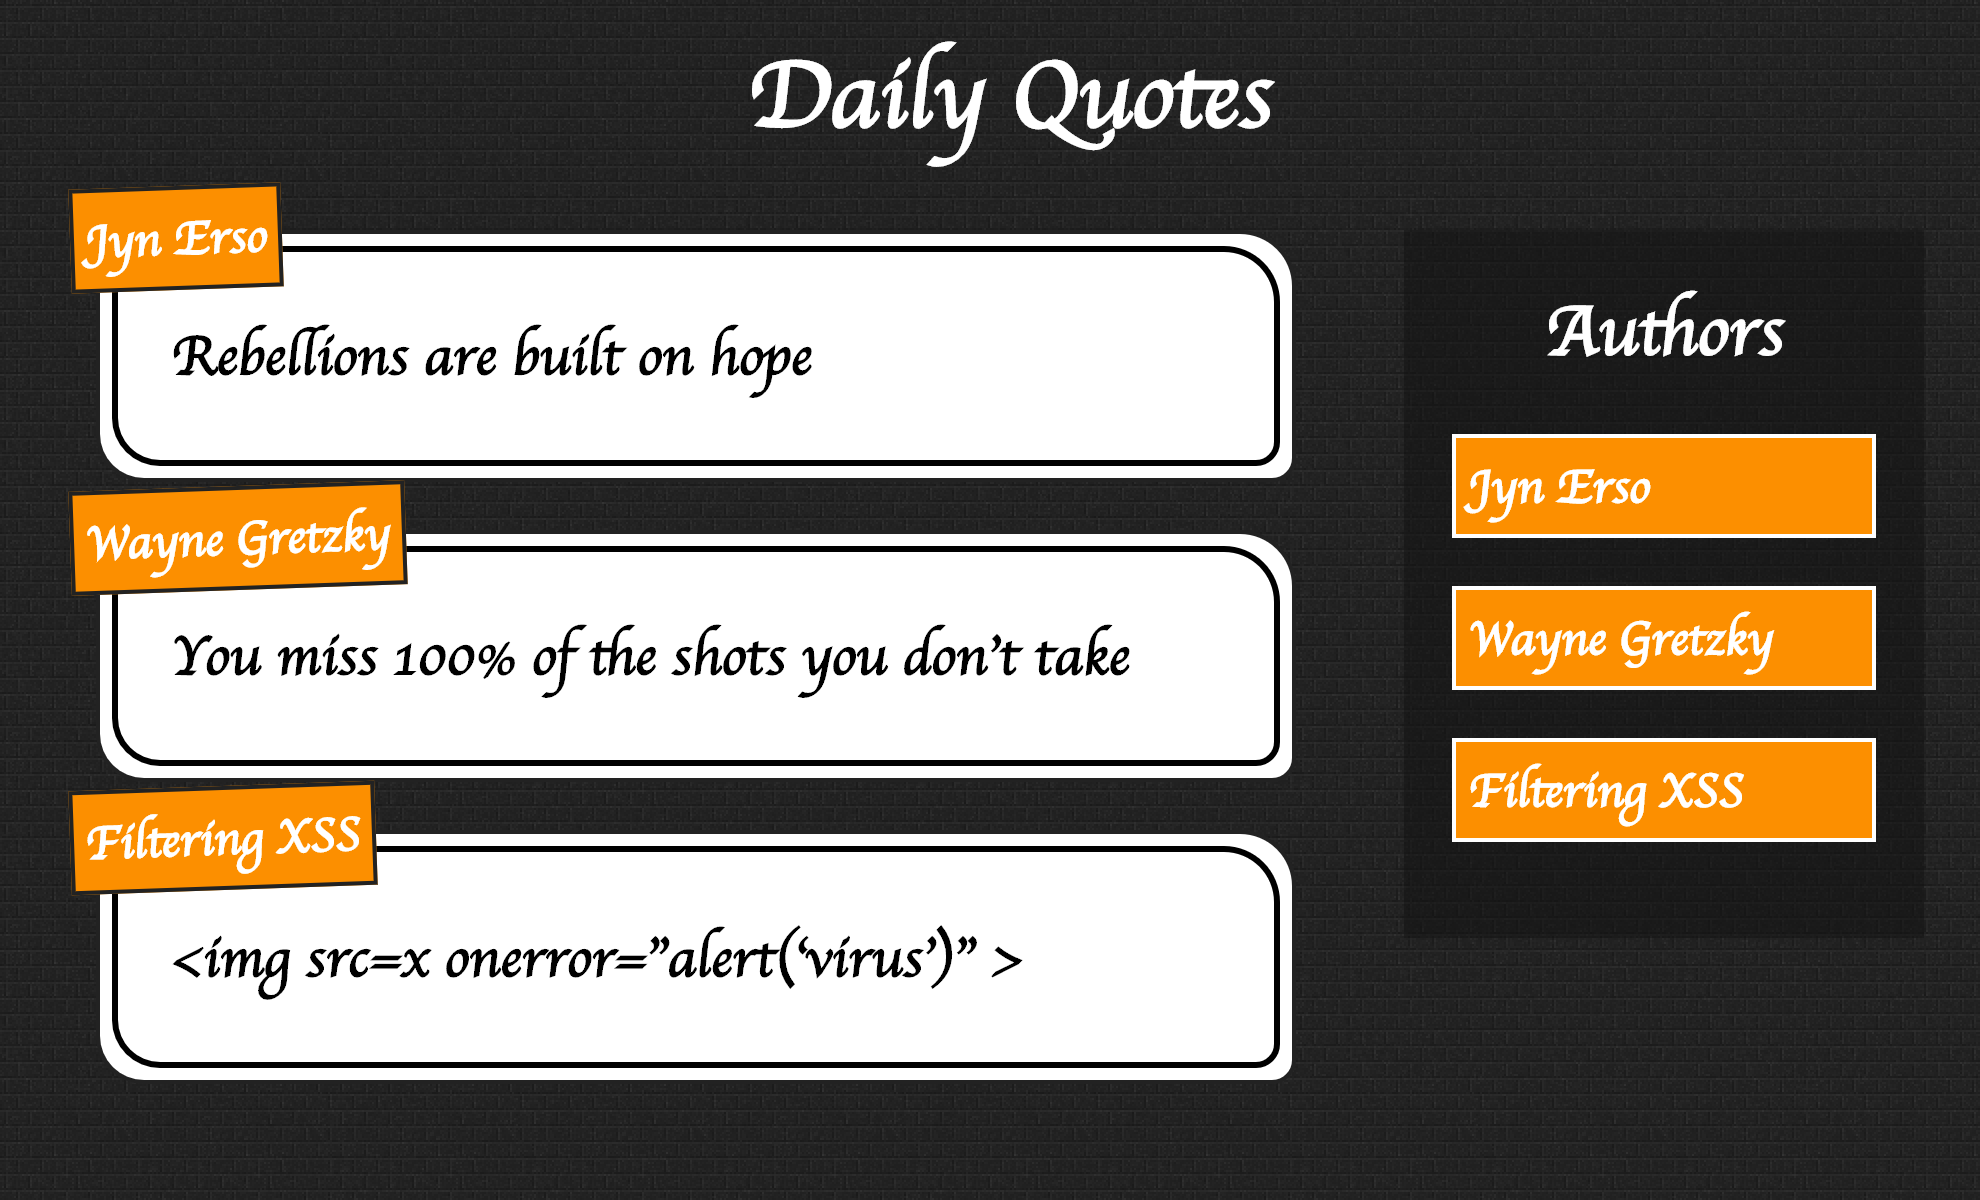 Daily Quotes
Jyn Erso
Rebellions are built on hope
Wayne Gretzky
You miss 100% of the shots you don’t take
Filtering XSS
<img src=x onerror=”alert(‘virus’)” >
Authors
Jyn Erso
Wayne Gretzky
Filtering XSS